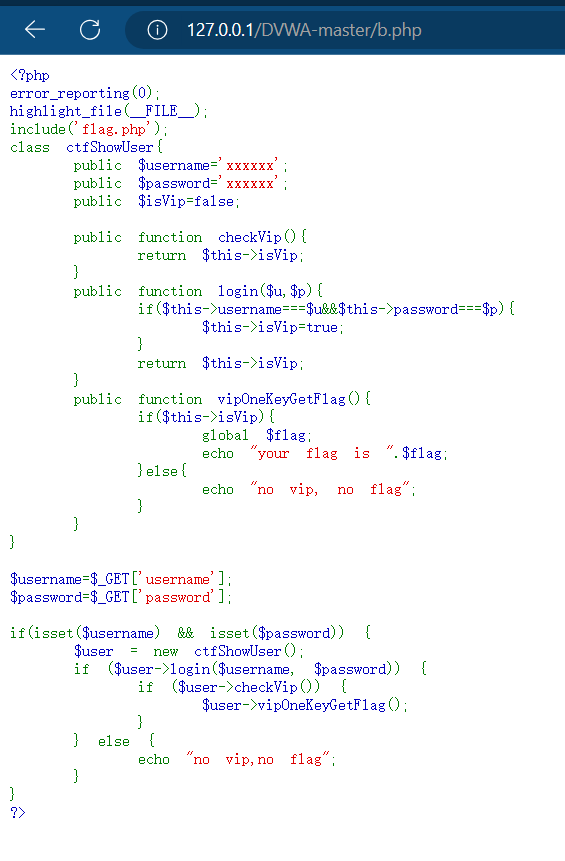 127.0.0.1/DVWA-master/b.php
<?php
error_reporting(0);
highlight_file(__FILE__);
include('flag.php');
class ctfShowUser{
public $username='xxxxxx';
public $password='xxxxxx';
public $isVip=false;
public function checkVip(){
return $this->isVip;
}
public function login($u,$p){
if($this->username===$u&&$this->password===$p){
$this->isVip=true;
}
return $this->isVip;
}
public function vipOneKeyGetFlag(){
if($this->isVip){
global $flag;
echo "your flag is ".$flag;
}else{
echo "no vip, no flag";
}
}
}
$username=$_GET['username'];
$password=$_GET['password'];
if(isset($username) && isset($password)) {
$user = new ctfShowUser();
if ($user->login($username, $password)) {
if ($user->checkVip()) {
$user->vipOneKeyGetFlag();
}
} else {
echo "no vip,no flag";
}
}
?>